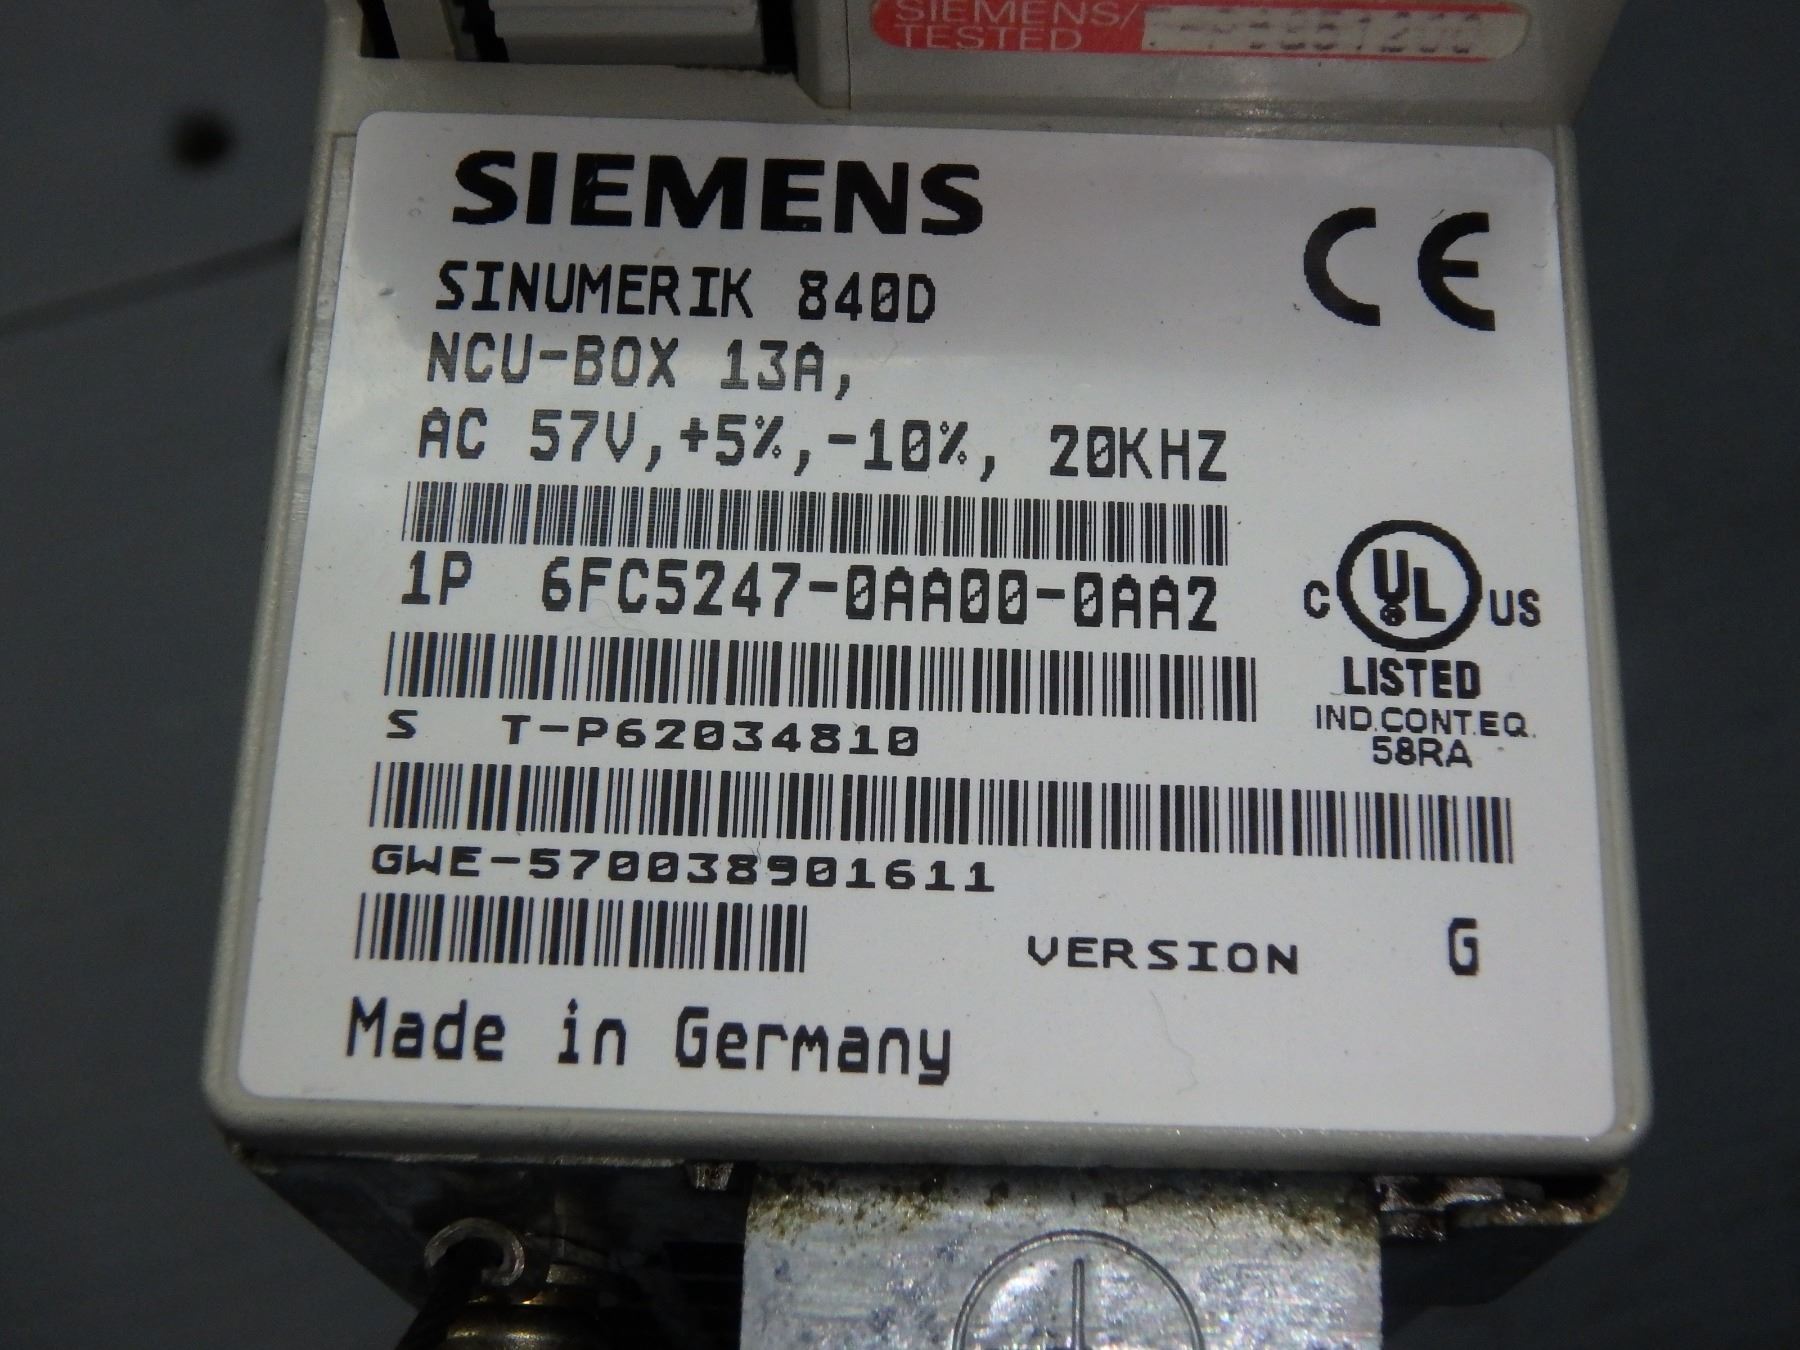 SIEMENS/
TESTED
SIEMENS
CE
SINUMERIK 840D
NCU-BOX 13A,
AC 57V,+5%,-10%, 20KHZ
1P 6FC5247-0AA00-0AA2
C UL US
®
LISTED
IND.CONT.EQ.
58RA
S T-P62034810
GWE-570038901611
VERSION G
Made in Germany